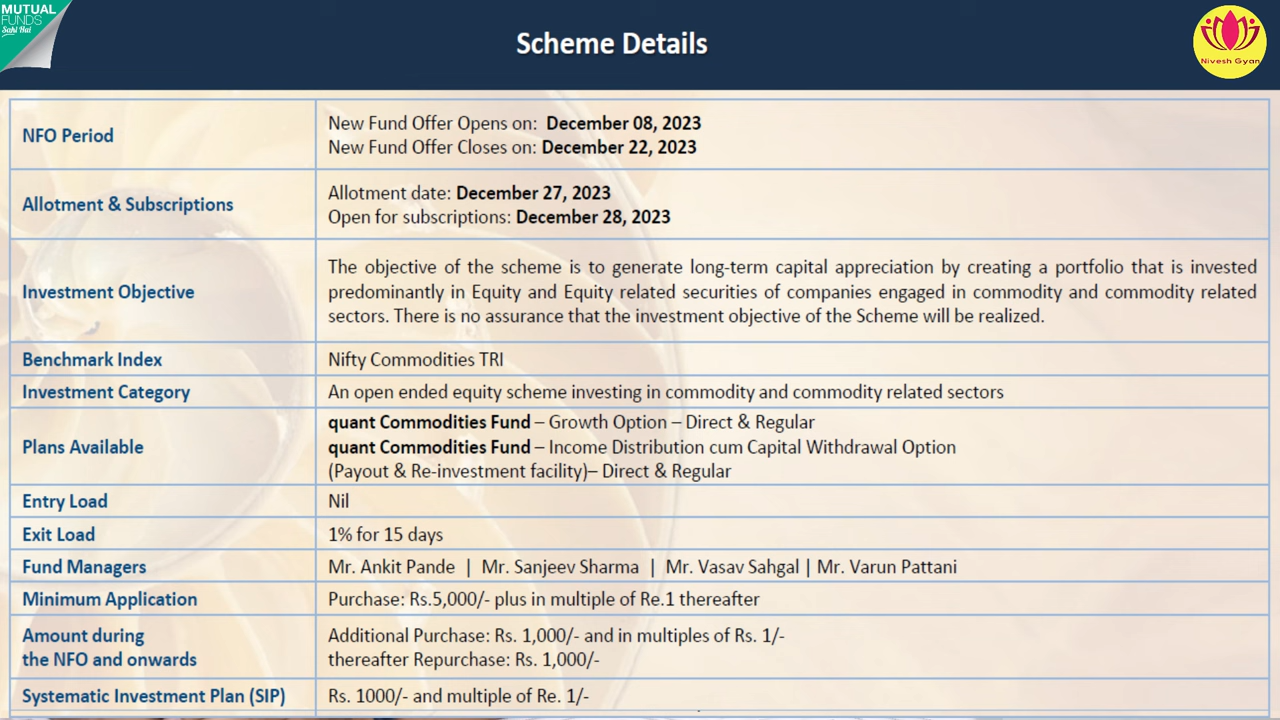 MUTUAL
FUNDS
Sahi Hai
Scheme Details
Nivesh Gyan
NFO Period
New Fund Offer Opens on: December 08, 2023
New Fund Offer Closes on: December 22, 2023
Allotment & Subscriptions
Allotment date: December 27, 2023
Open for subscriptions: December 28, 2023
Investment Objective
The objective of the scheme is to generate long-term capital appreciation by creating a portfolio that is invested
predominantly in Equity and Equity related securities of companies engaged in commodity and commodity related
sectors. There is no assurance that the investment objective of the Scheme will be realized.
Benchmark Index
Nifty Commodities TRI
Investment Category
An open ended equity scheme investing in commodity and commodity related sectors
Plans Available
quant Commodities Fund – Growth Option – Direct & Regular
quant Commodities Fund – Income Distribution cum Capital Withdrawal Option
(Payout & Re-investment facility)– Direct & Regular
Entry Load
Nil
Exit Load
1% for 15 days
Fund Managers
Mr. Ankit Pande | Mr. Sanjeev Sharma | Mr. Vasav Sahgal | Mr. Varun Pattani
Minimum Application
Purchase: Rs.5,000/- plus in multiple of Re.1 thereafter
Amount during
the NFO and onwards
Additional Purchase: Rs. 1,000/- and in multiples of Rs. 1/-
thereafter Repurchase: Rs. 1,000/-
Systematic Investment Plan (SIP)
Rs. 1000/- and multiple of Re. 1/-